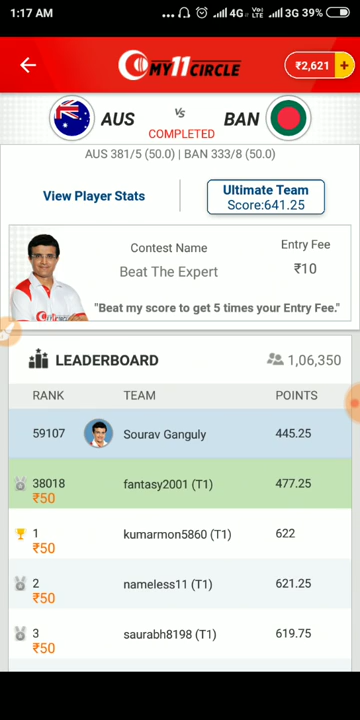 1:17 AM ... 4G Vo! LTE 3G 39%
MY11CIRCLE ₹2,621 +
AUS Vs BAN
COMPLETED
AUS 381/5 (50.0) | BAN 333/8 (50.0)
View Player Stats
Ultimate Team
Score:641.25
Contest Name Entry Fee
Beat The Expert ₹10
"Beat my score to get 5 times your Entry Fee."
LEADERBOARD 1,06,350
RANK TEAM POINTS
59107 Sourav Ganguly 445.25
38018 fantasy2001 (T1) 477.25
₹50
1 kumarmon5860 (T1) 622
₹50
2 nameless11 (T1) 621.25
₹50
3 saurabh8198 (T1) 619.75
₹50